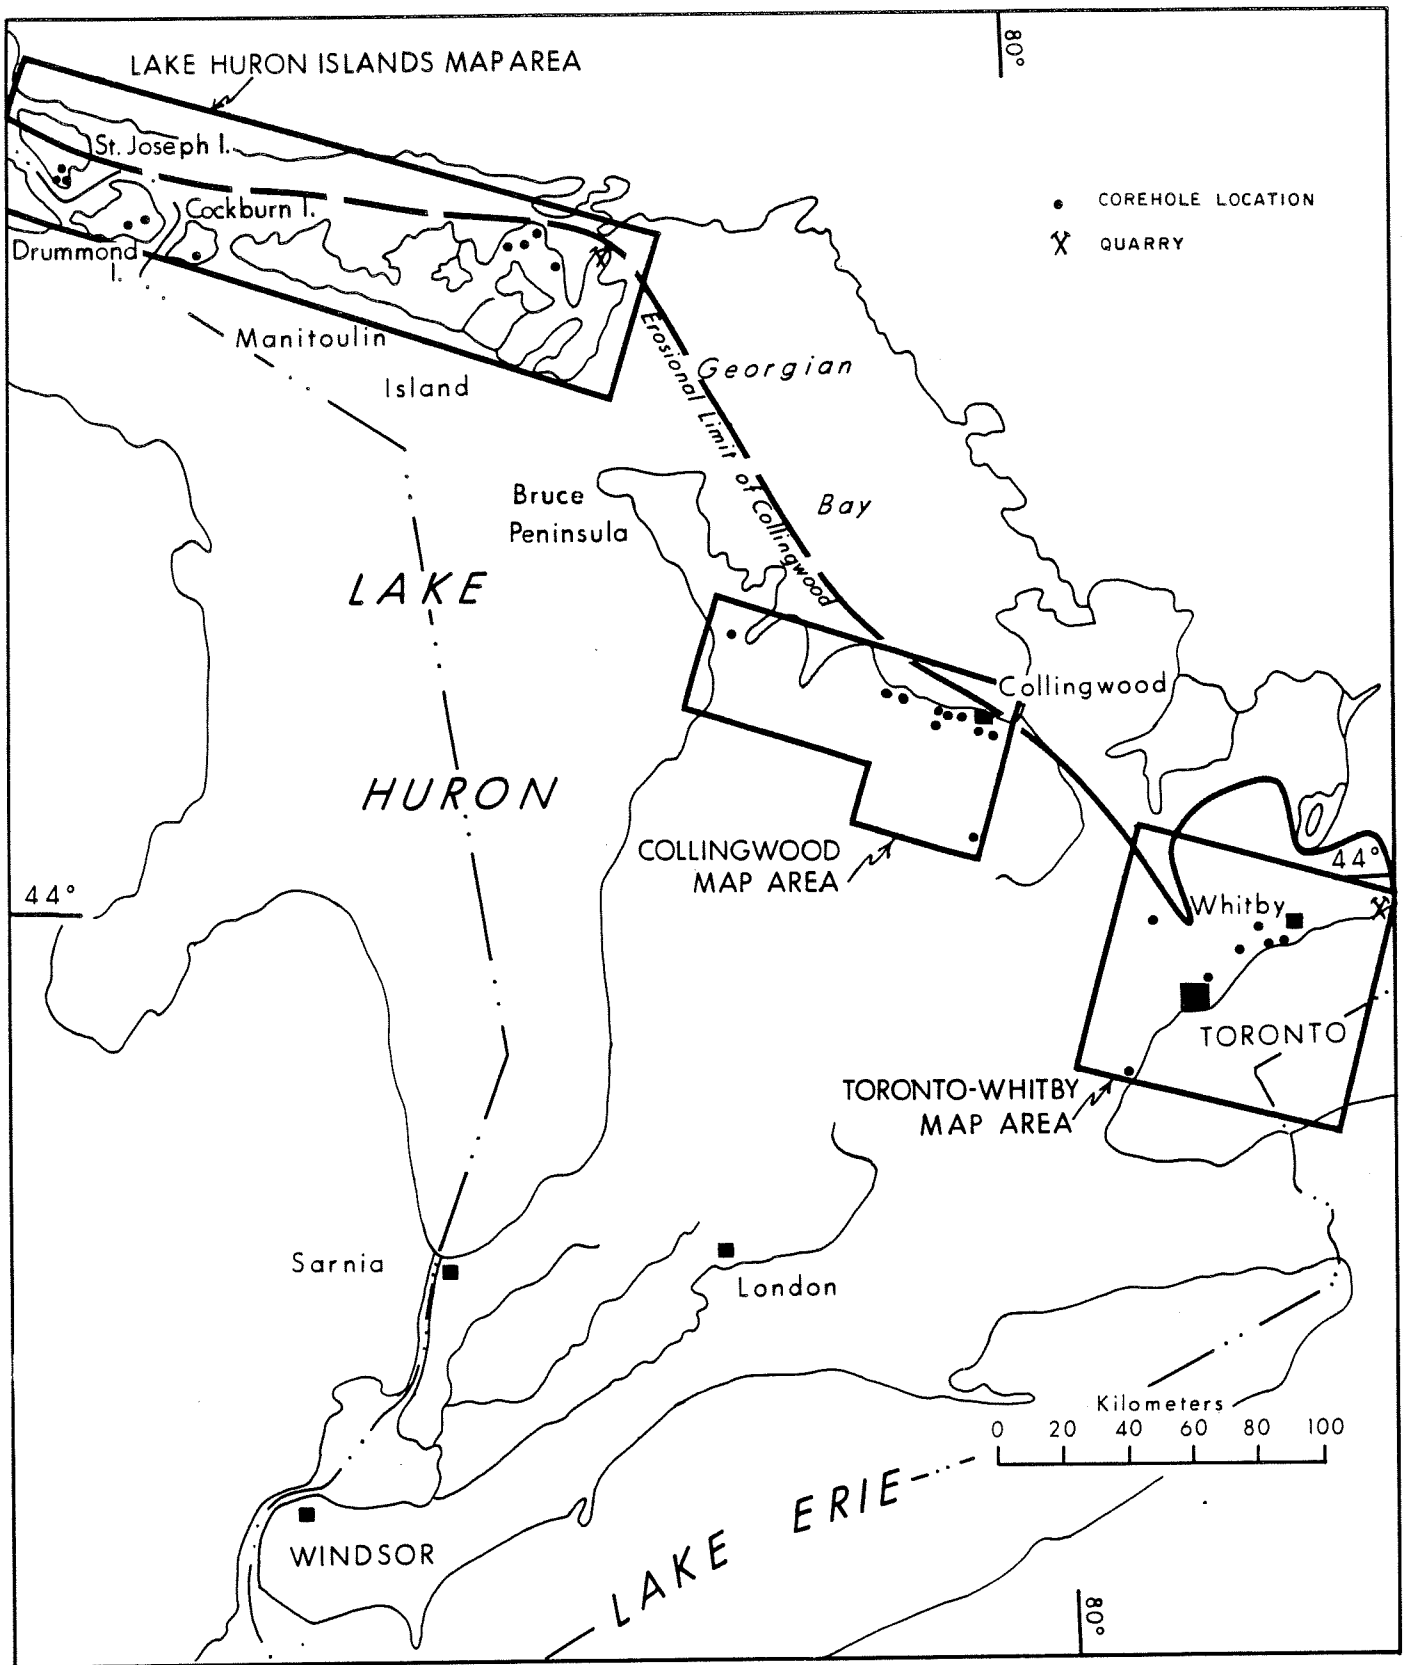 80°
LAKE HURON ISLANDS MAP AREA
St. Joseph I.
COREHOLE LOCATION
Cockburn I.
QUARRY
Drummond
I.
Manitoulin
Island
Erosional Limit of Collingwood
Georgian
Bay
Bruce
Peninsula
LAKE
HURON
Collingwood
COLLINGWOOD
MAP AREA
44°
44°
Whitby
TORONTO
TORONTO-WHITBY
MAP AREA
Sarnia
London
Kilometers
0 20 40 60 80 100
LAKE ERIE
WINDSOR
80°